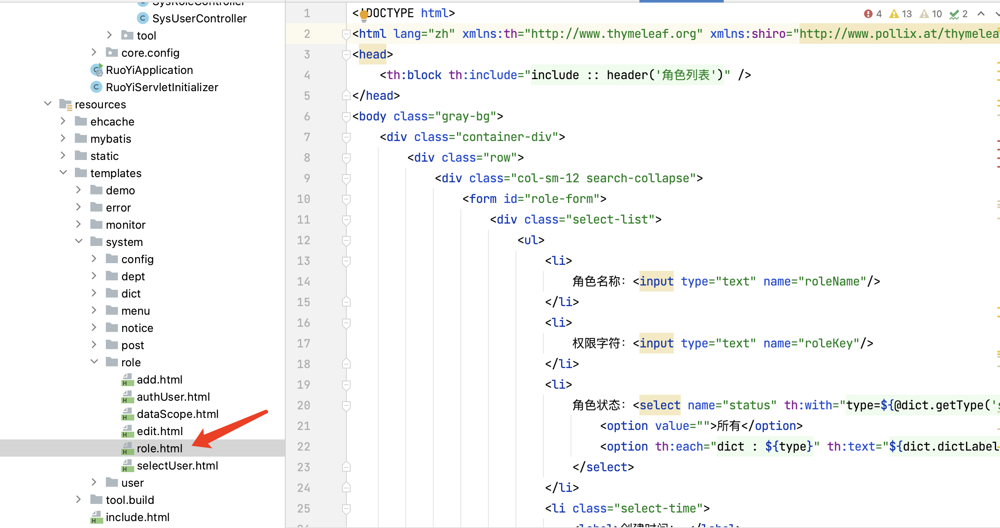 SysRoleController
SysUserController
tool
core.config
RuoYiApplication
RuoYiServletInitializer
resources
ehcache
mybatis
static
templates
demo
error
monitor
system
config
dept
dict
menu
notice
post
role
add.html
authUser.html
dataScope.html
edit.html
role.html
selectUser.html
user
tool.build
include.html
4 13 10 2
1 <!DOCTYPE html>
2 <html lang="zh" xmlns:th="http://www.thymeleaf.org" xmlns:shiro="http://www.pollix.at/thymelea
3 <head>
4 <th:block th:include="include :: header('角色列表')" />
5 </head>
6 <body class="gray-bg">
7 <div class="container-div">
8 <div class="row">
9 <div class="col-sm-12 search-collapse">
10 <form id="role-form">
11 <div class="select-list">
12 <ul>
13 <li>
14 角色名称：<input type="text" name="roleName"/>
15 </li>
16 <li>
17 权限字符：<input type="text" name="roleKey"/>
18 </li>
19 <li>
20 角色状态：<select name="status" th:with="type=${@dict.getType('s
21 <option value="">所有</option>
22 <option th:each="dict : ${type}" th:text="${dict.dictLabel
23 </select>
24 </li>
25 <li class="select-time">
26 <label>创建时间： </label>